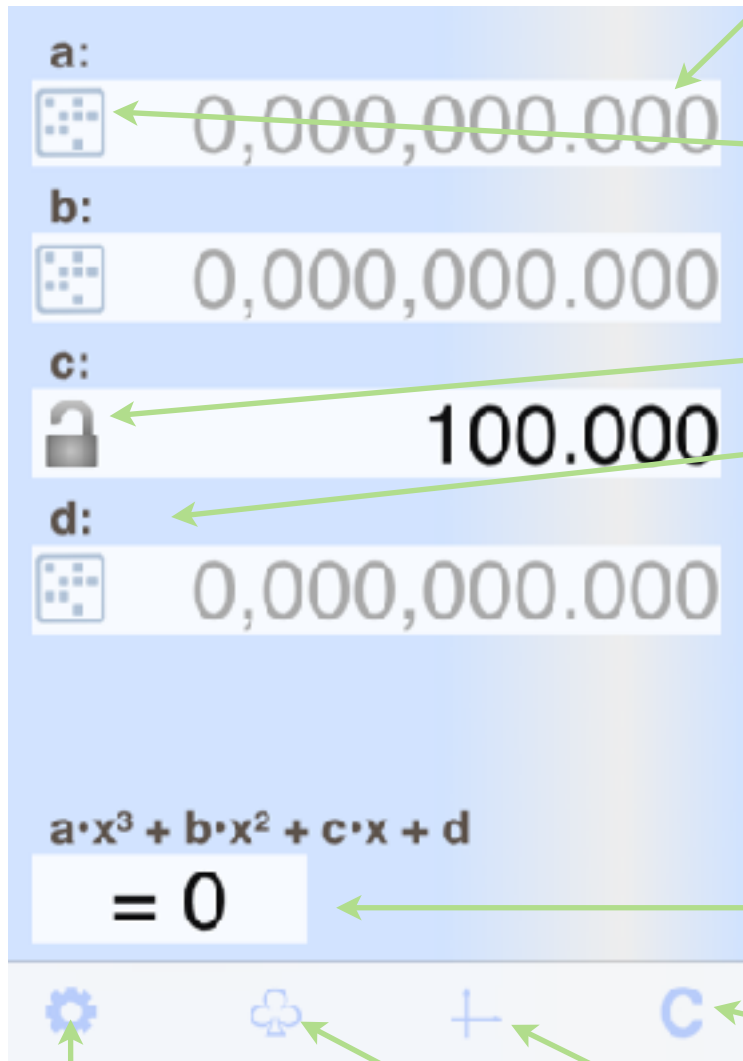 a:
0,000,000.000
b:
0,000,000.000
c:
100.000
d:
0,000,000.000
a·x³ + b·x² + c·x + d
= 0
C